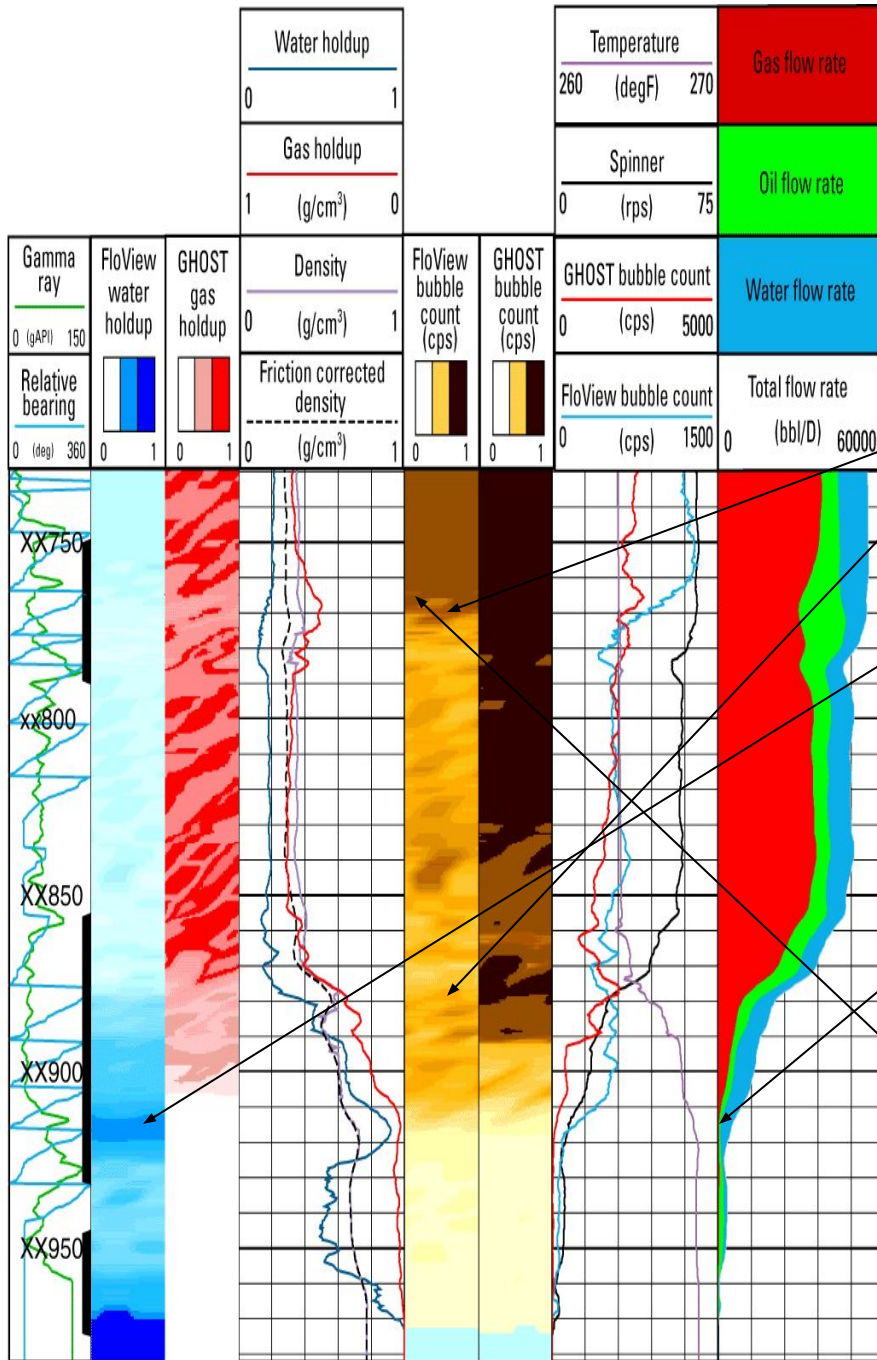 Water holdup
0 1
Gas holdup
1 (g/cm³) 0
Temperature
260 (degF) 270
Spinner
0 (rps) 75
Gas flow rate
Oil flow rate
Gamma
ray
0 (gAPI) 150
Relative
bearing
0 (deg) 360
FloView
water
holdup
0 1
GHOST
gas
holdup
0 1
Density
0 (g/cm³) 1
Friction corrected
density
0 (g/cm³) 1
FloView
bubble
count
(cps)
0 1
GHOST
bubble
count
(cps)
0 1
GHOST bubble count
0 (cps) 5000
FloView bubble count
0 (cps) 1500
Water flow rate
Total flow rate
0 (bbl/D) 60000
XX750
xx800
XX850
XX900
XX950